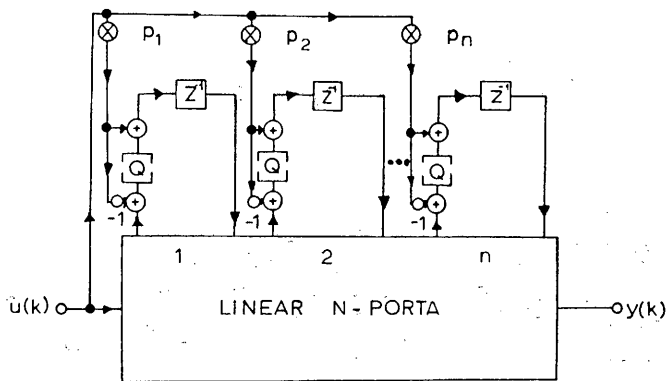 p1 p2 pn
Z-1 Z-1 Z-1
Q Q Q
-1 -1 -1
1 2 n
u(k) LINEAR N-PORTA y(k)